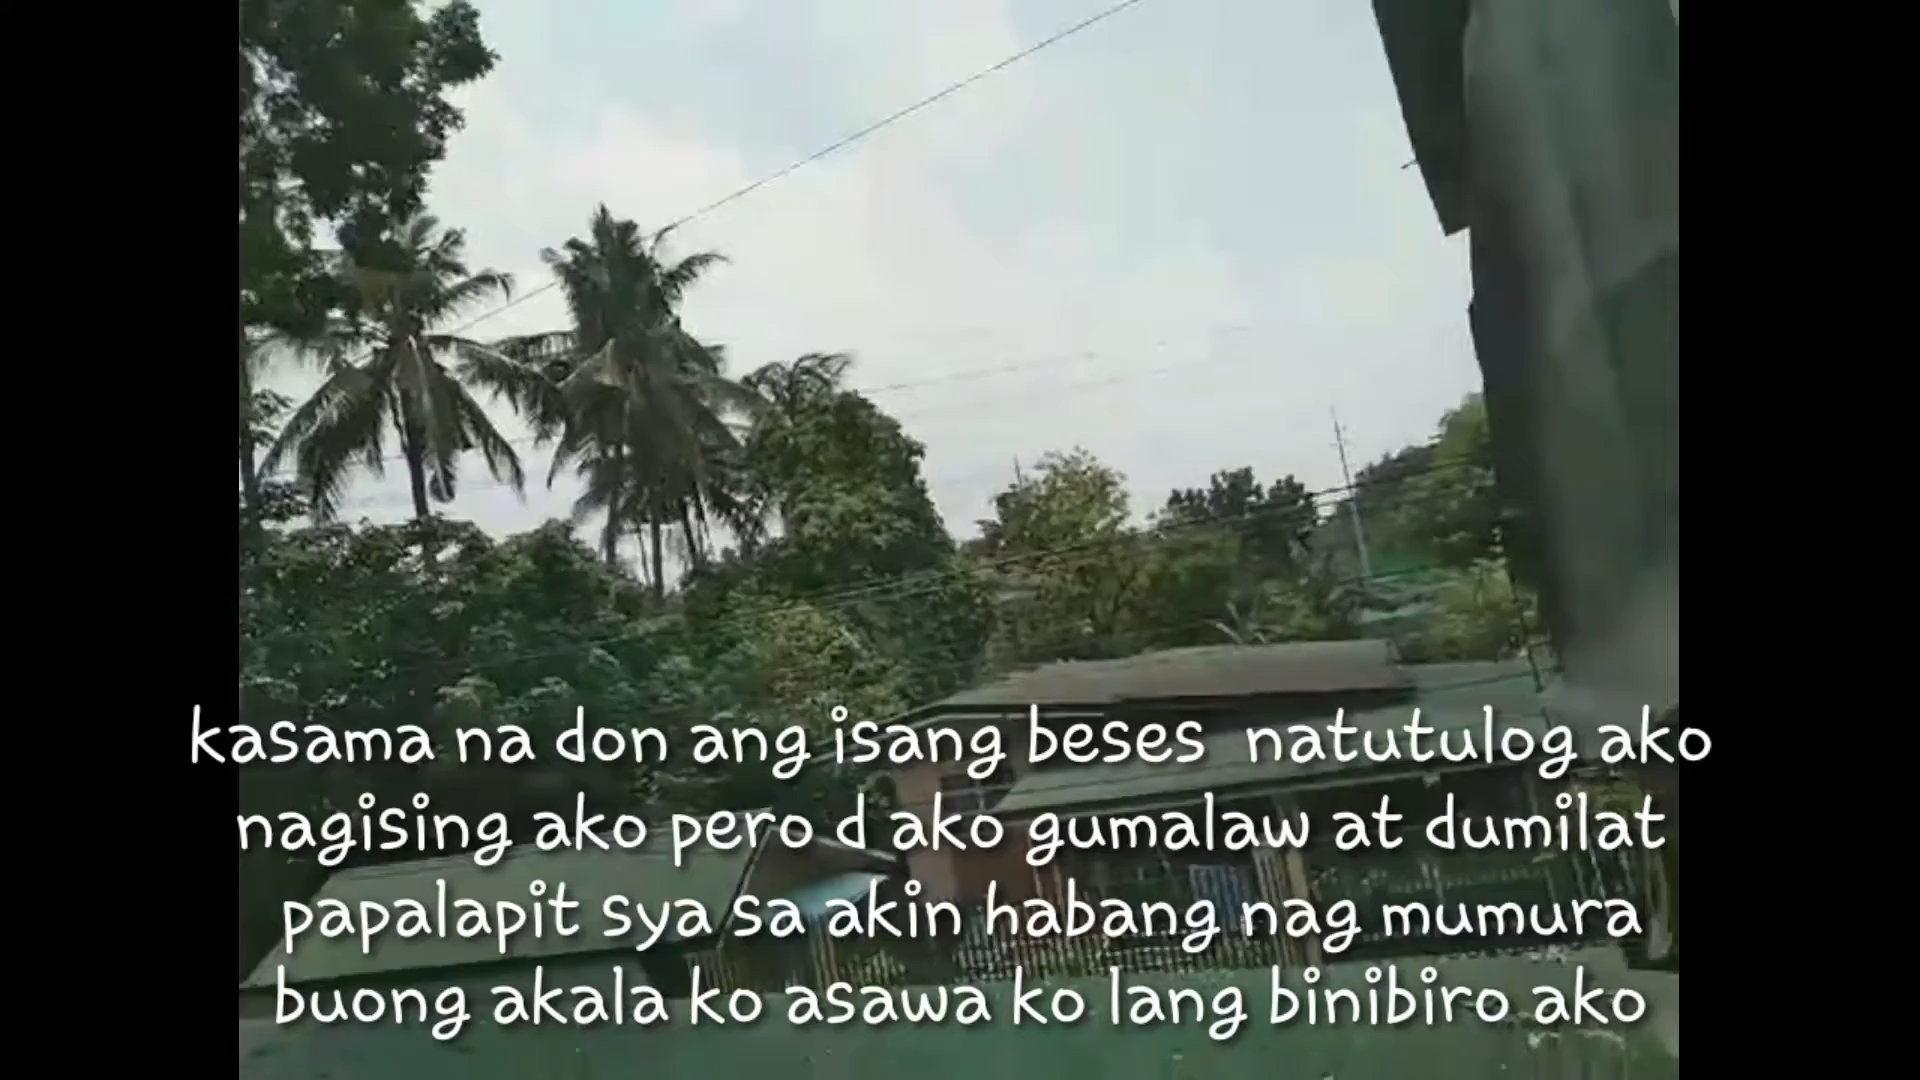 kasama na don ang isang beses natutulog ako
nagising ako pero d ako gumalaw at dumilat
papalapit sya sa akin habang nag mumura
buong akala ko asawa ko lang binibiro ako